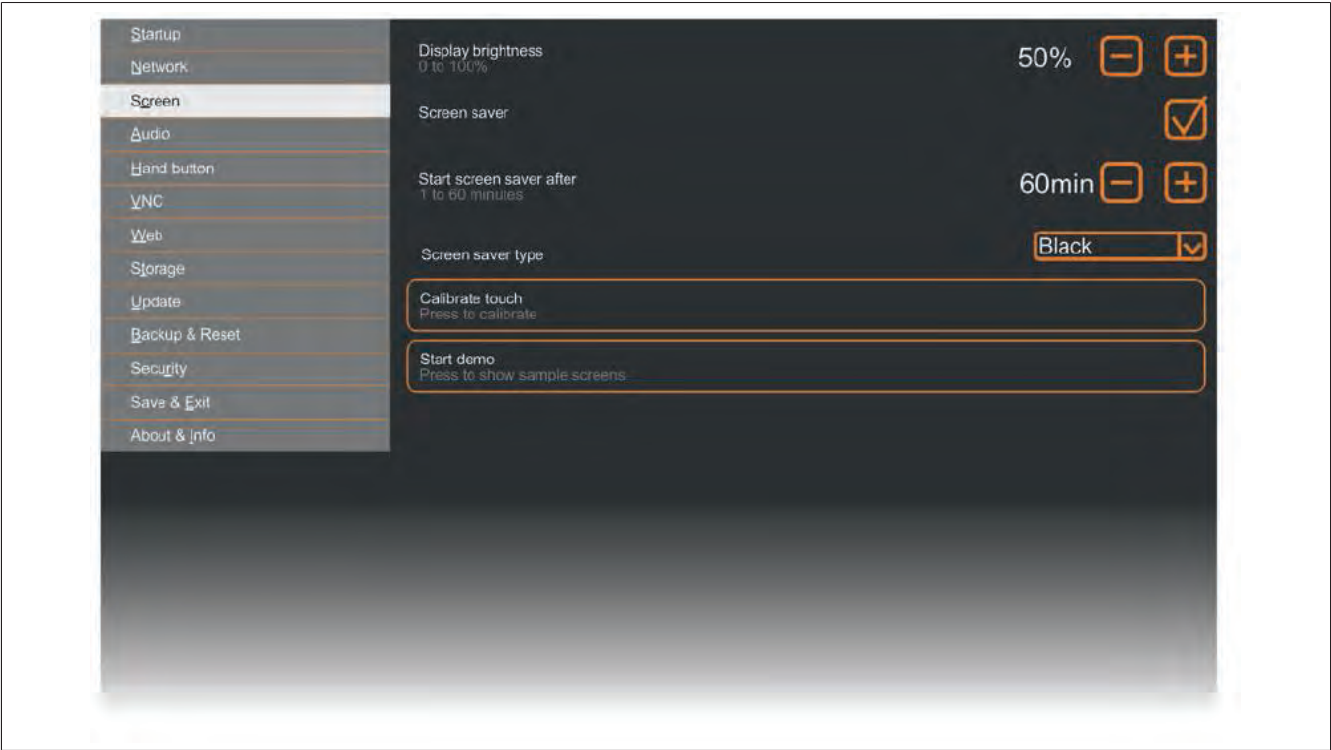 Startup
Network
Screen
Audio
Hand button
VNC
Web
Storage
Update
Backup & Reset
Security
Save & Exit
About & Info
Display brightness
0 to 100%
50%
Screen saver
Start screen saver after
1 to 60 minutes
60min
Screen saver type
Black
Calibrate touch
Press to calibrate
Start demo
Press to show sample screens